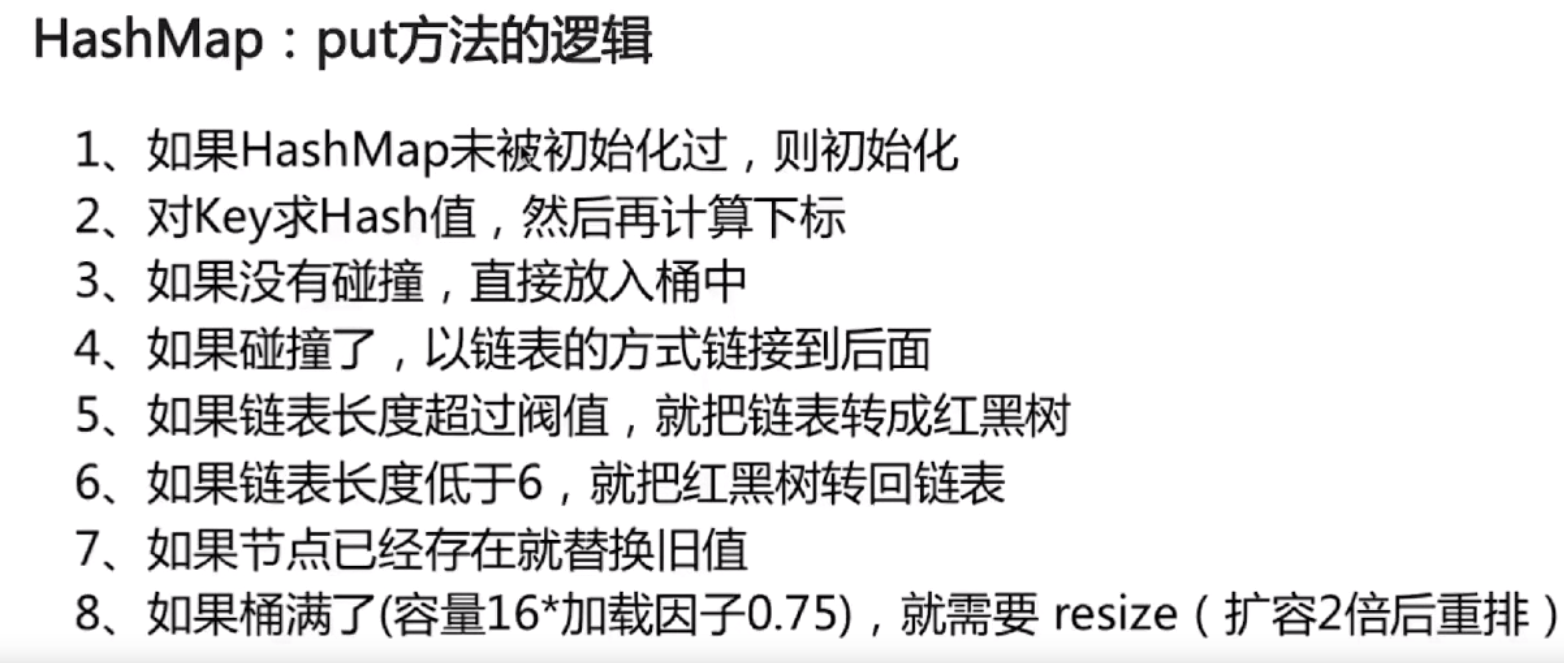 HashMap：put方法的逻辑
1、如果HashMap未被初始化过，则初始化
2、对Key求Hash值，然后再计算下标
3、如果没有碰撞，直接放入桶中
4、如果碰撞了，以链表的方式链接到后面
5、如果链表长度超过阀值，就把链表转成红黑树
6、如果链表长度低于6，就把红黑树转回链表
7、如果节点已经存在就替换旧值
8、如果桶满了(容量16*加载因子0.75)，就需要 resize（扩容2倍后重排）